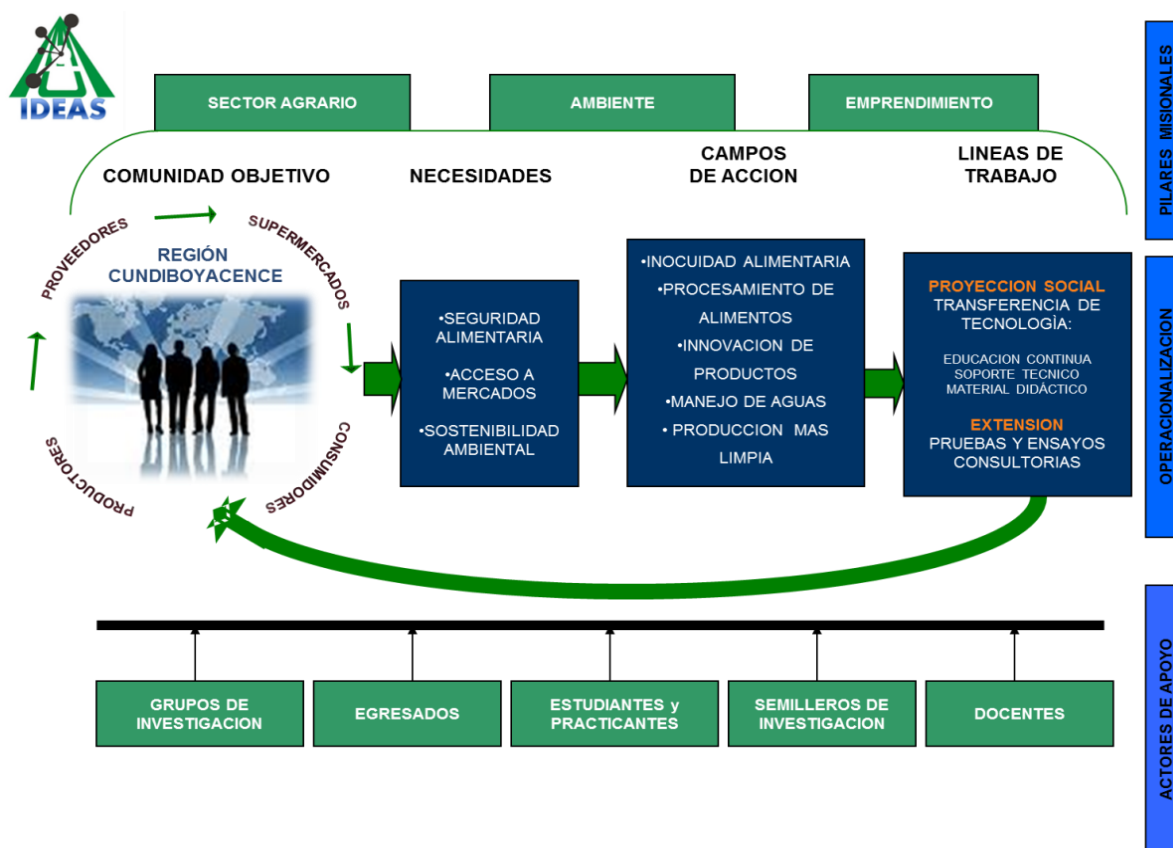 IDEAS
SECTOR AGRARIO
AMBIENTE
EMPRENDIMIENTO
PILARES MISIONALES
COMUNIDAD OBJETIVO
NECESIDADES
CAMPOS
DE ACCION
LINEAS DE
TRABAJO
PROVEEDORES
SUPERMERCADOS
CONSUMIDORES
PRODUCTORES
REGIÓN
CUNDIBOYACENCE
•SEGURIDAD
ALIMENTARIA
•ACCESO A
MERCADOS
•SOSTENIBILIDAD
AMBIENTAL
•INOCUIDAD ALIMENTARIA
•PROCESAMIENTO DE
ALIMENTOS
•INNOVACION DE
PRODUCTOS
•MANEJO DE AGUAS
• PRODUCCION MAS
LIMPIA
PROYECCION SOCIAL
TRANSFERENCIA DE
TECNOLOGÌA:
EDUCACION CONTINUA
SOPORTE TECNICO
MATERIAL DIDÁCTICO
EXTENSION
PRUEBAS Y ENSAYOS
CONSULTORIAS
OPERACIONALIZACION
GRUPOS DE
INVESTIGACION
EGRESADOS
ESTUDIANTES y
PRACTICANTES
SEMILLEROS DE
INVESTIGACION
DOCENTES
ACTORES DE APOYO